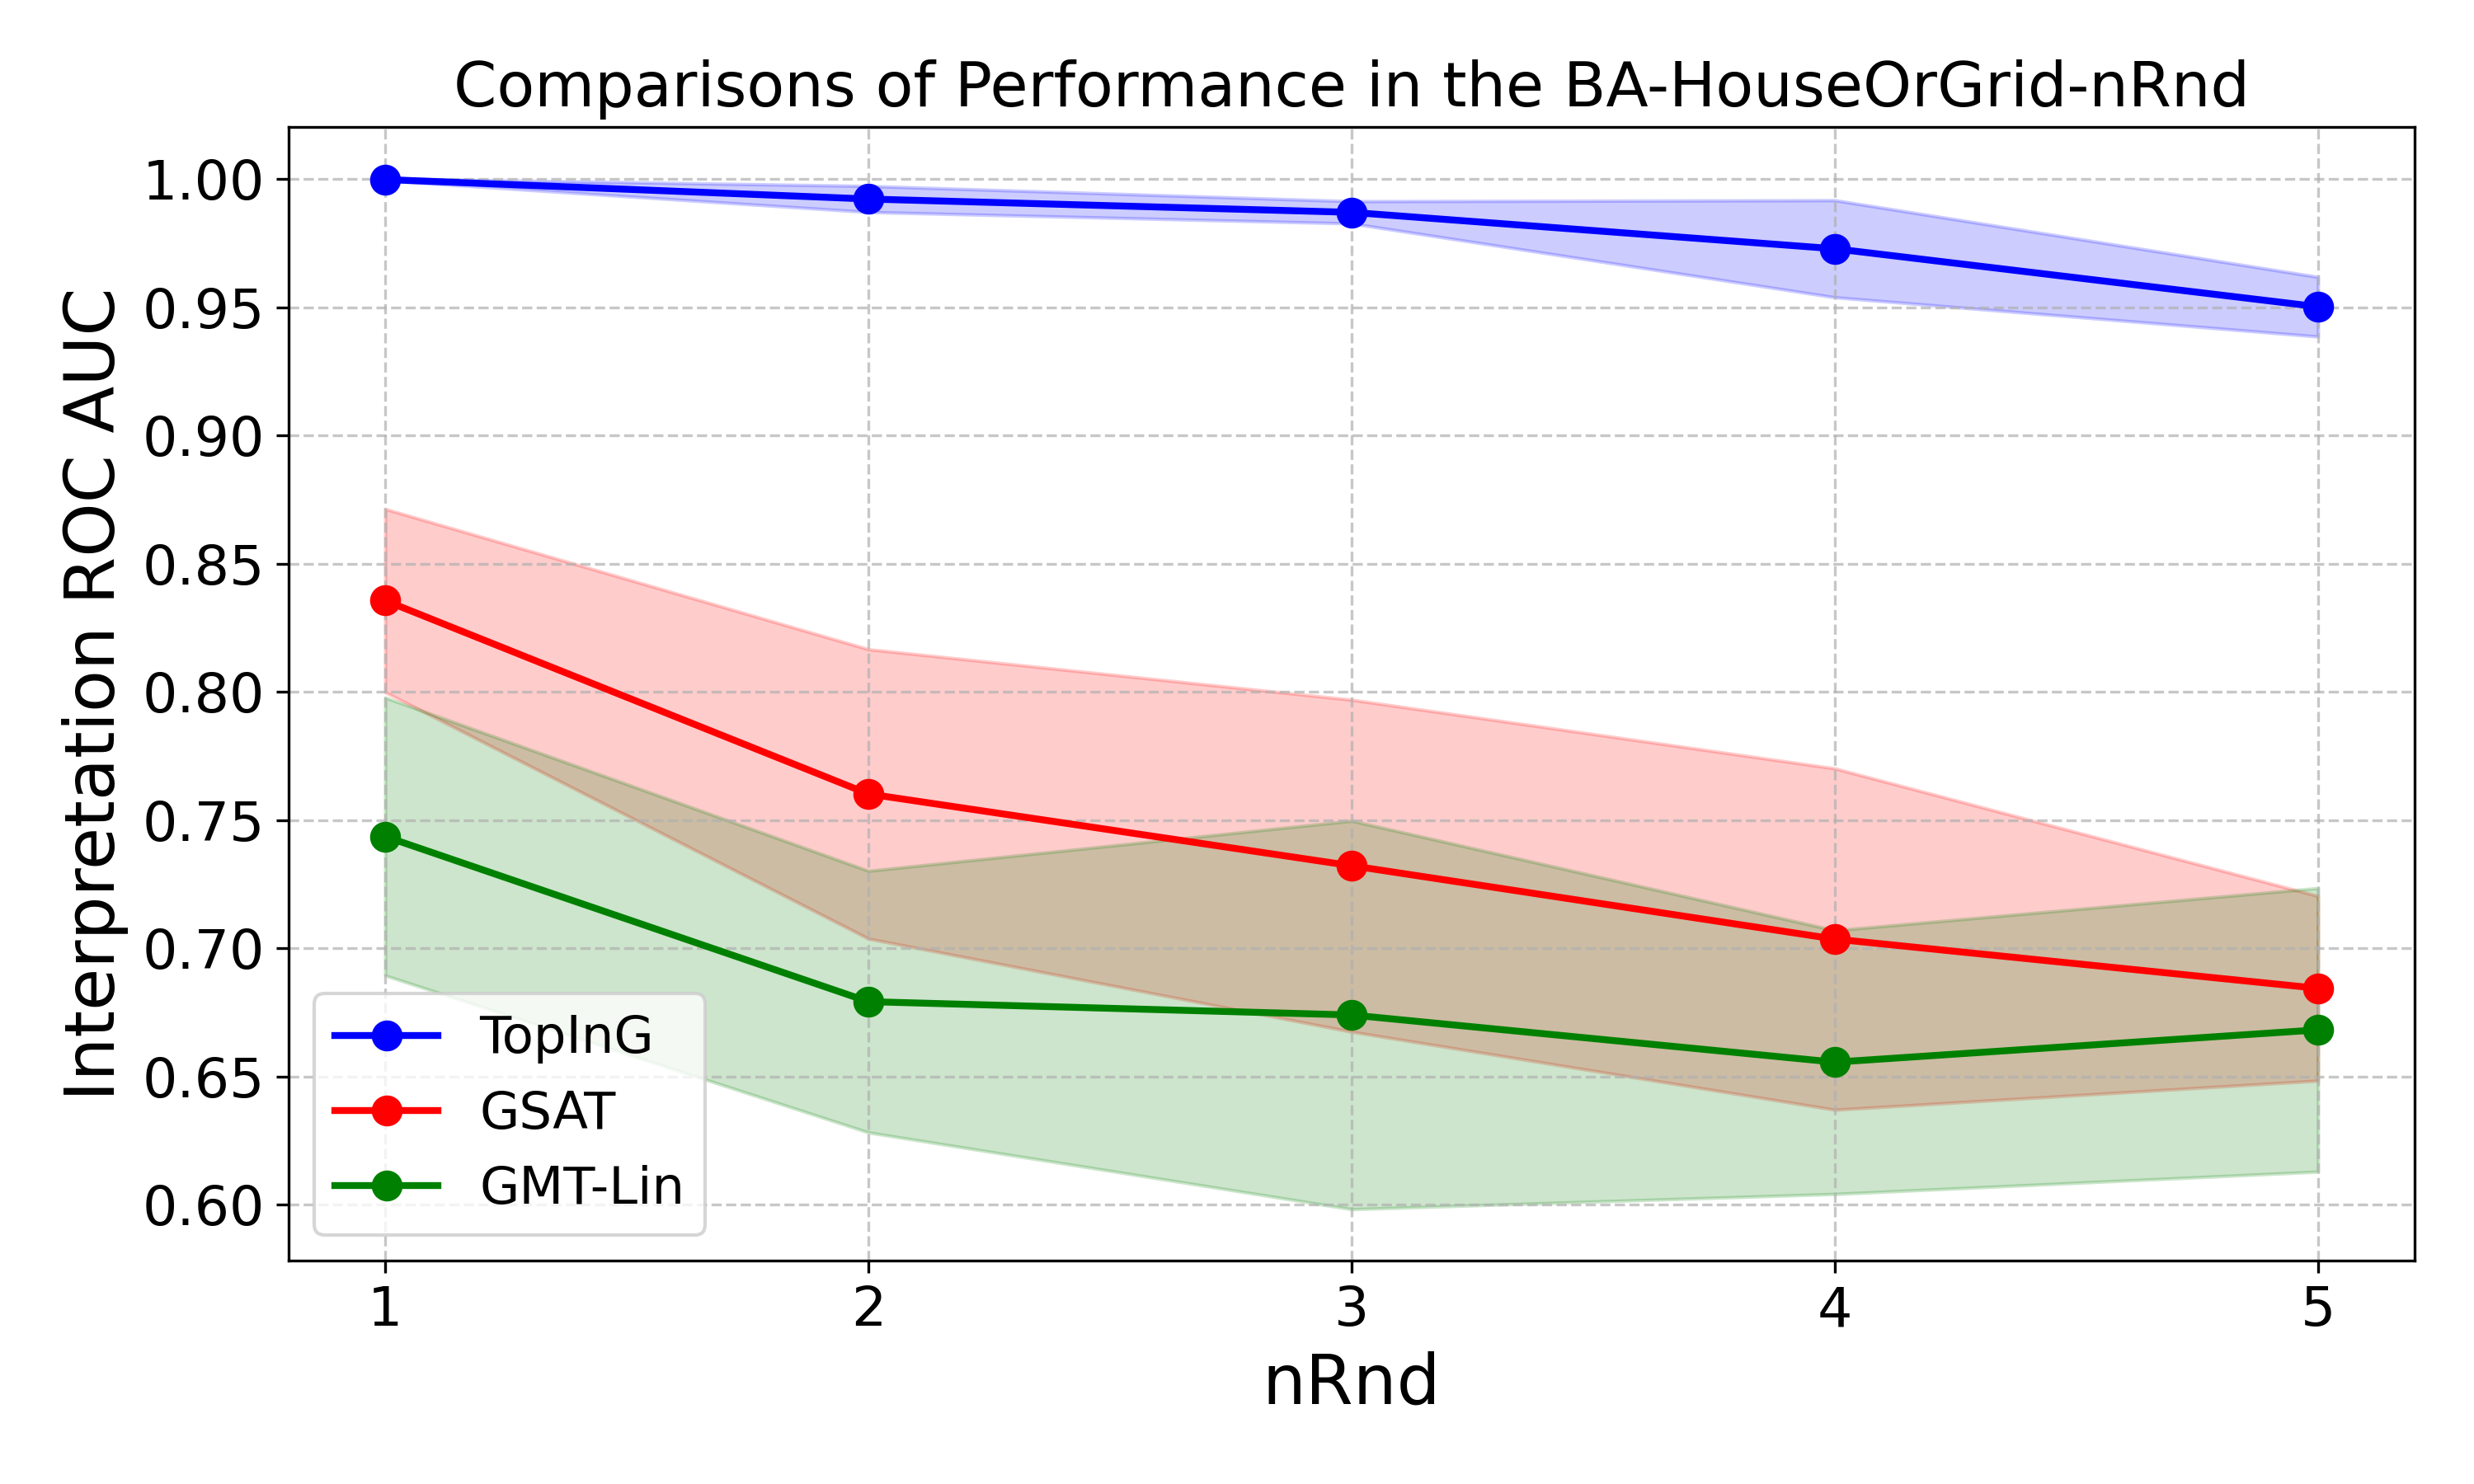 Comparisons of Performance in the BA-HouseOrGrid-nRnd
Interpretation ROC AUC
1.00
0.95
0.90
0.85
0.80
0.75
0.70
0.65
0.60
TopInG
GSAT
GMT-Lin
1 2 3 4 5
nRnd